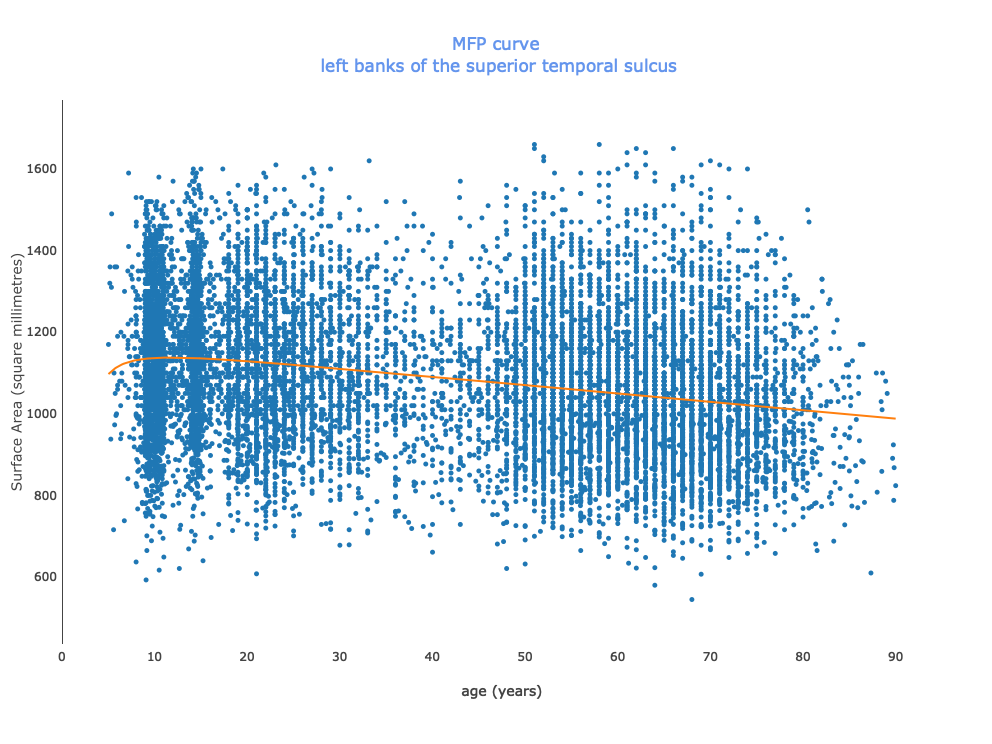 MFP curve
left banks of the superior temporal sulcus
Surface Area (square millimetres)
1600
1400
1200
1000
800
600
0 10 20 30 40 50 60 70 80 90
age (years)